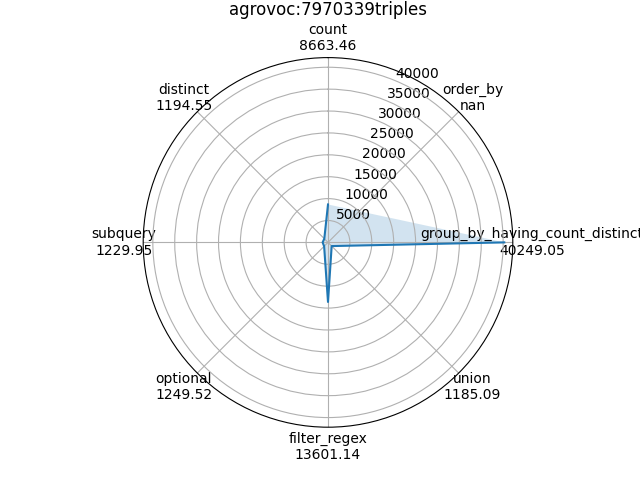 agrovoc:7970339triples
count
8663.46
40000
35000
30000
25000
20000
15000
10000
5000
order_by
nan
distinct
1194.55
subquery
1229.95
group_by_having_count_distinct
40249.05
optional
1249.52
union
1185.09
filter_regex
13601.14